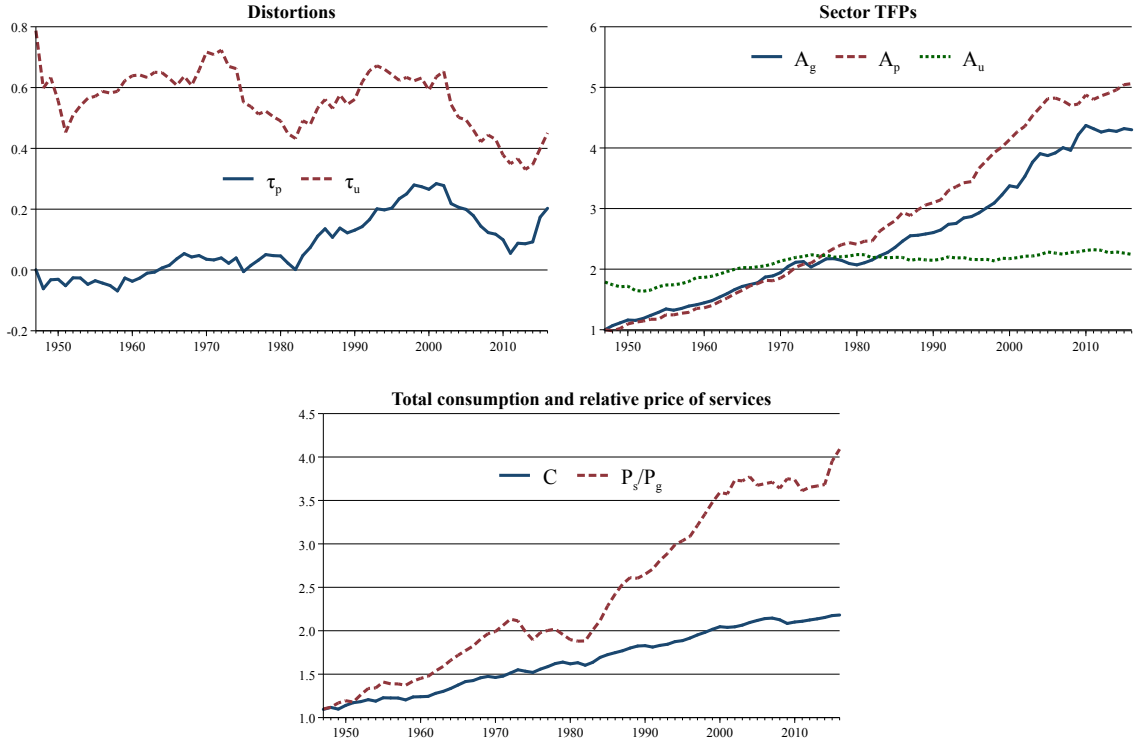 Distortions
0.8
0.6
0.4
τp τu
0.2
0.0
-0.2
1950 1960 1970 1980 1990 2000 2010
Sector TFPs
6
Ag Ap Au
5
4
3
2
1
1950 1960 1970 1980 1990 2000 2010
Total consumption and relative price of services
4.5
4.0
C Ps/Pg
3.5
3.0
2.5
2.0
1.5
1.0
1950 1960 1970 1980 1990 2000 2010